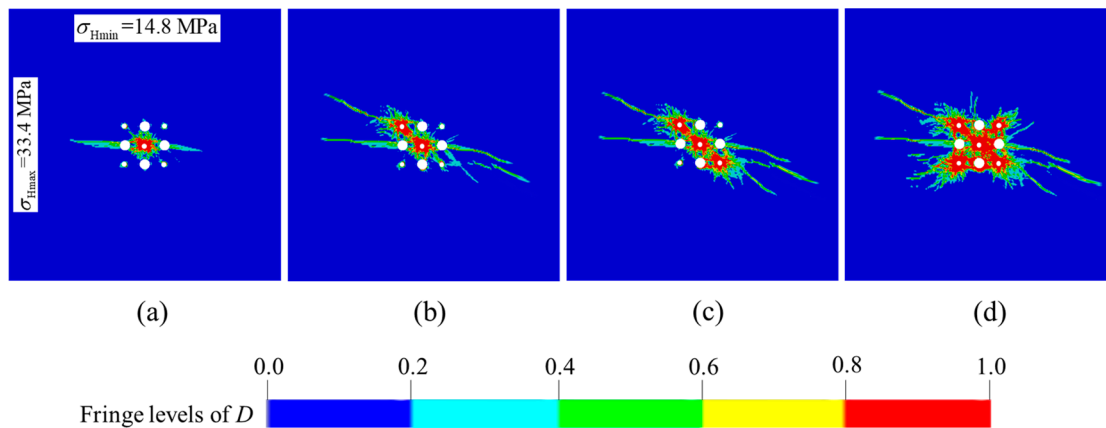 σHmin=14.8 MPa
σHmax=33.4 MPa
(a) (b) (c) (d)
0.0 0.2 0.4 0.6 0.8 1.0
Fringe levels of D